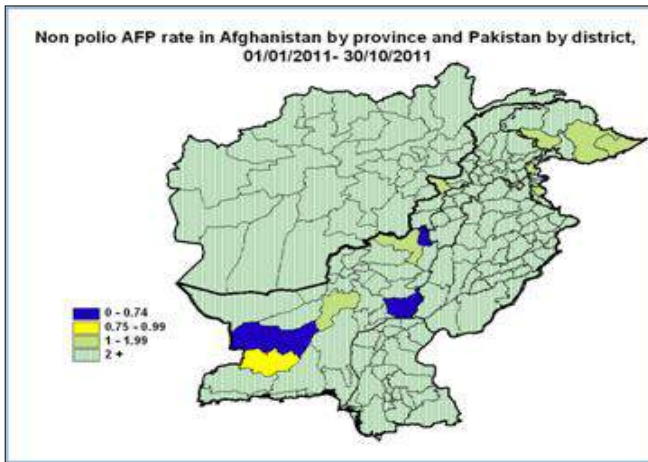 Non polio AFP rate in Afghanistan by province and Pakistan by district,
01/01/2011- 30/10/2011
0 - 0.74
0.75 - 0.99
1 - 1.99
2 +